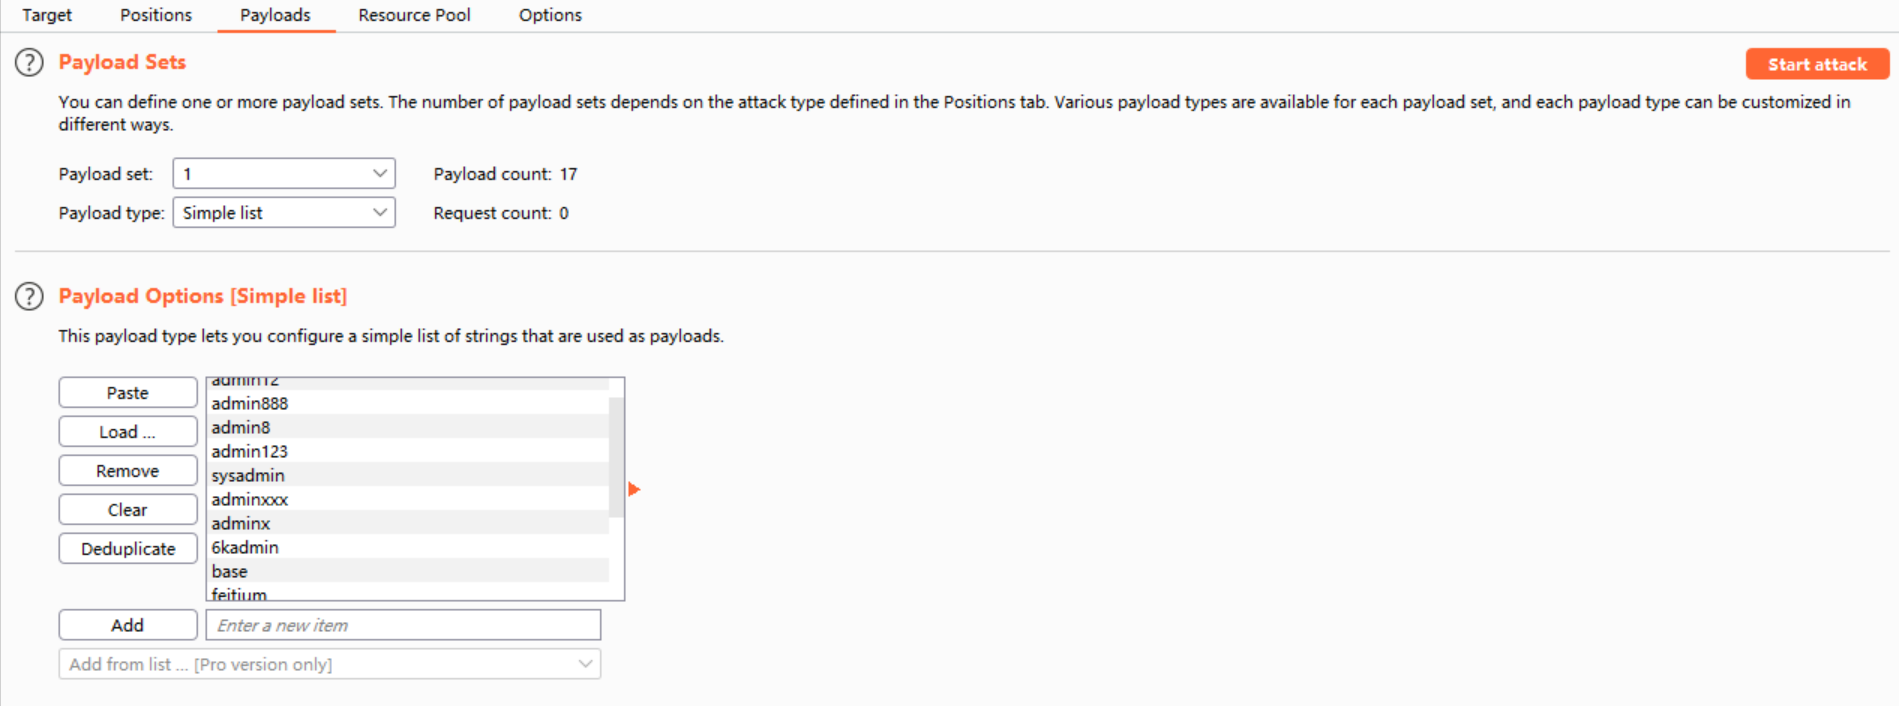 Target Positions Payloads Resource Pool Options
Payload Sets
Start attack
You can define one or more payload sets. The number of payload sets depends on the attack type defined in the Positions tab. Various payload types are available for each payload set, and each payload type can be customized in
different ways.
Payload set: 1 Payload count: 17
Payload type: Simple list Request count: 0
Payload Options [Simple list]
This payload type lets you configure a simple list of strings that are used as payloads.
Paste
Load ...
Remove
Clear
Deduplicate
admin12
admin888
admin8
admin123
sysadmin
adminxxx
adminx
6kadmin
base
feitium
Add Enter a new item
Add from list ... [Pro version only]